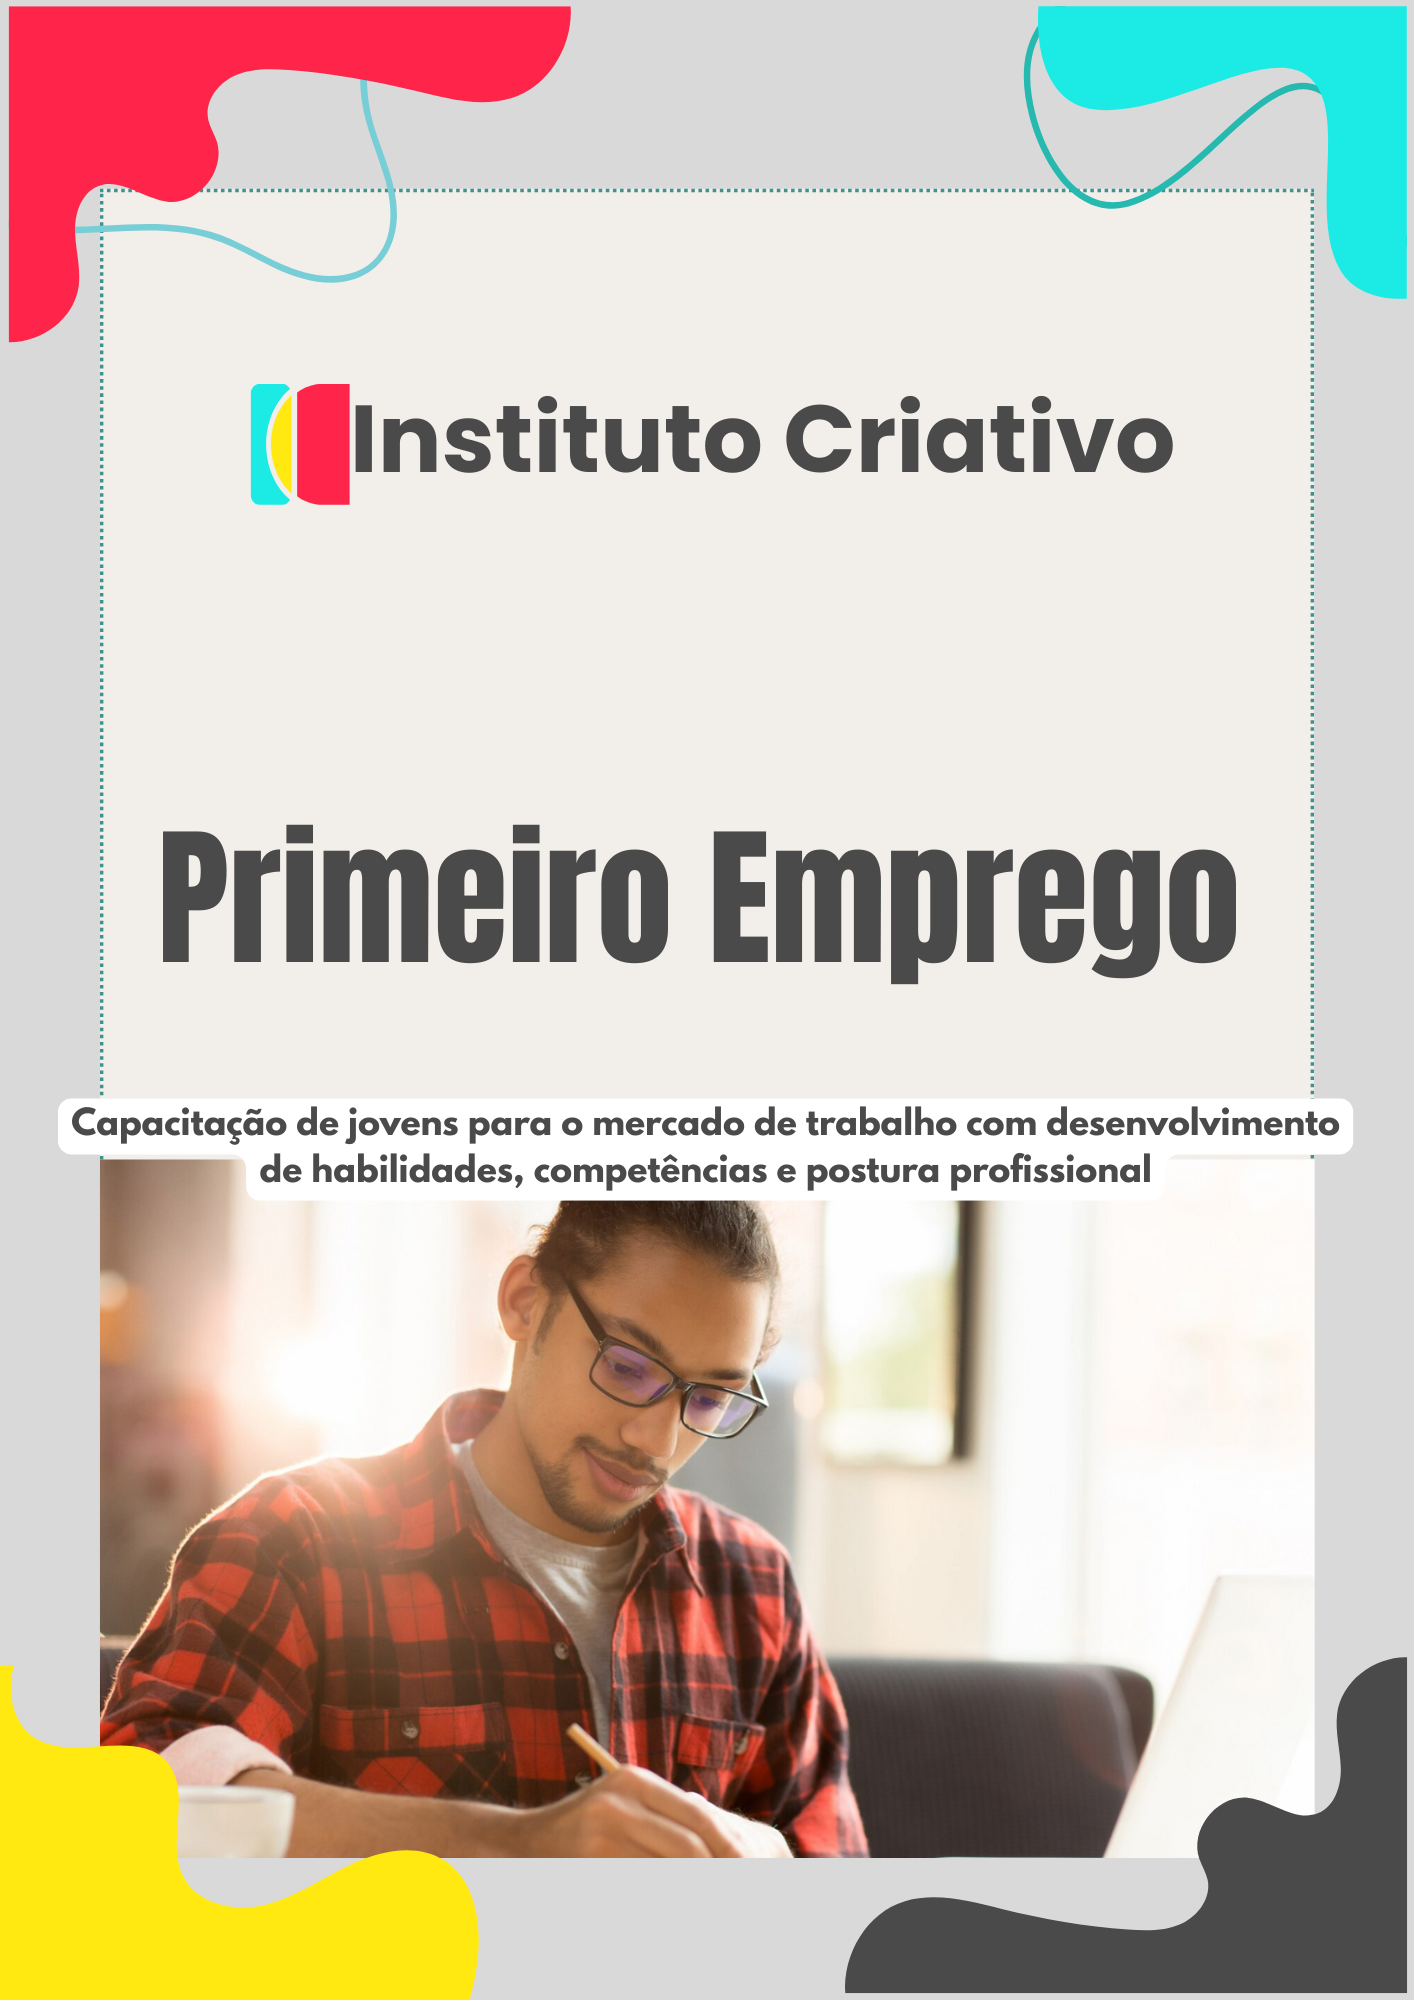 Instituto Criativo
Primeiro Emprego
Capacitação de jovens para o mercado de trabalho com desenvolvimento
de habilidades, competências e postura profissional